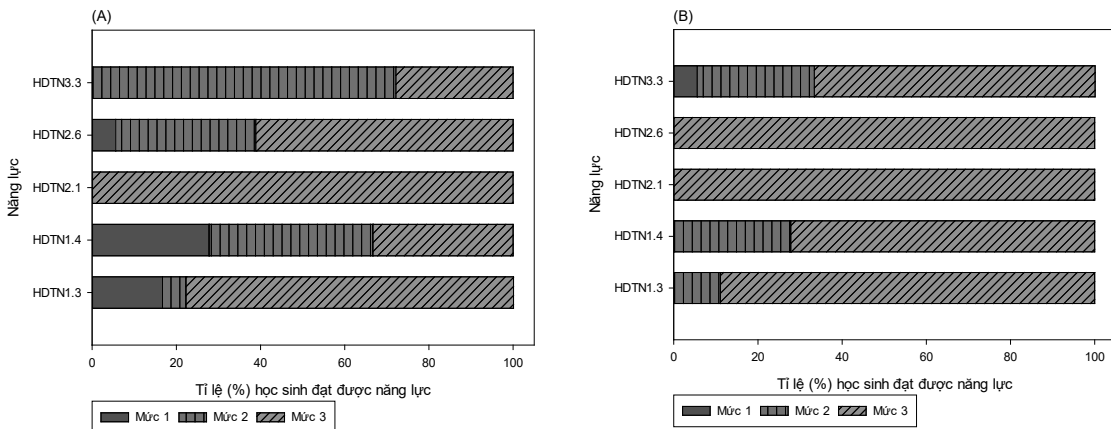 (A)
HDTN3.3
HDTN2.6
HDTN2.1
HDTN1.4
HDTN1.3
Năng lực
0 20 40 60 80 100
Tỉ lệ (%) học sinh đạt được năng lực
Mức 1 Mức 2 Mức 3
(B)
HDTN3.3
HDTN2.6
HDTN2.1
HDTN1.4
HDTN1.3
Năng lực
0 20 40 60 80 100
Tỉ lệ (%) học sinh đạt được năng lực
Mức 1 Mức 2 Mức 3